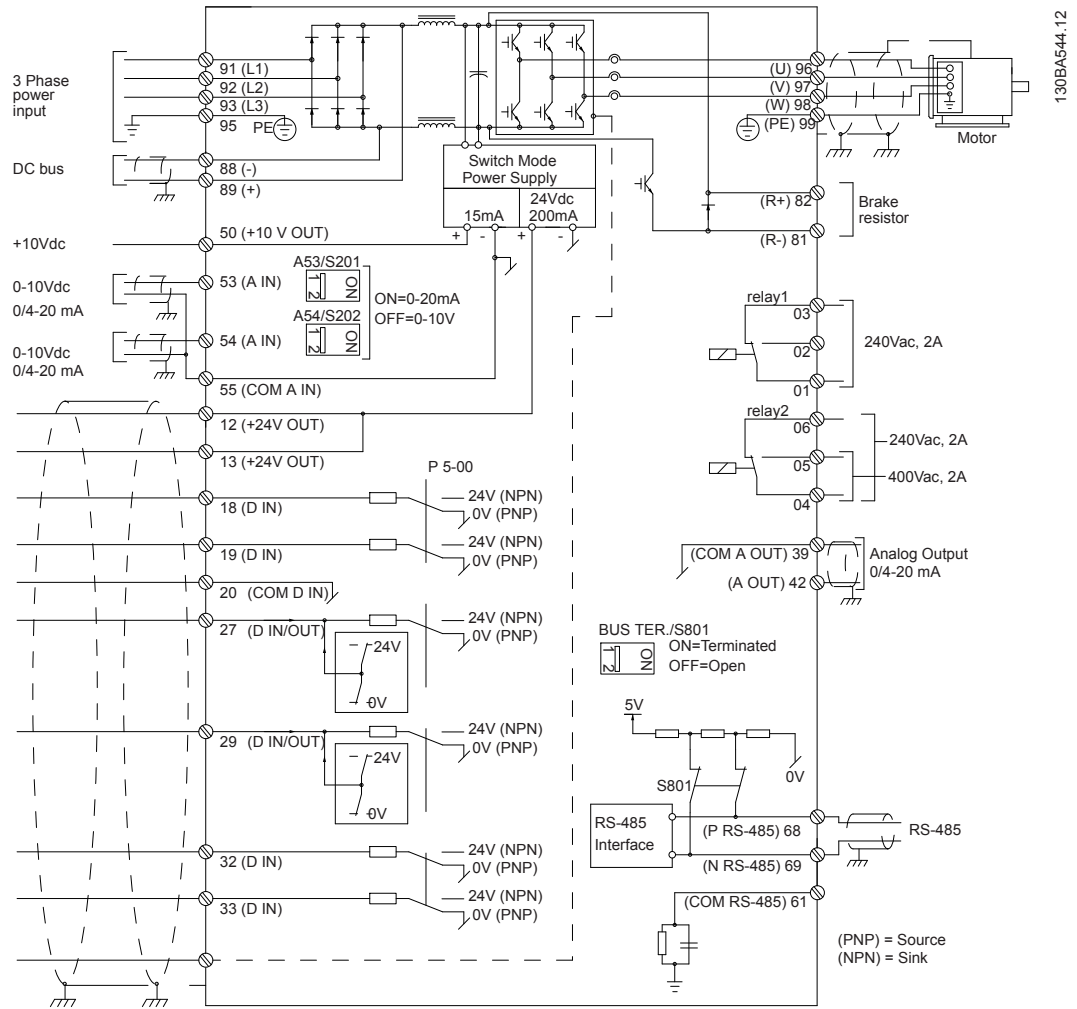 130BA544.12
3 Phase
power
input
91 (L1)
92 (L2)
93 (L3)
95 PE
(U) 96
(V) 97
(W) 98
(PE) 99
Motor
DC bus
88 (-)
89 (+)
Switch Mode
Power Supply
24Vdc
15mA 200mA
+ - + -
(R+) 82
(R-) 81
Brake
resistor
+10Vdc
50 (+10 V OUT)
0-10Vdc
0/4-20 mA
53 (A IN)
A53/S201
1 2
ON
A54/S202
1 2
ON
ON=0-20mA
OFF=0-10V
0-10Vdc
0/4-20 mA
54 (A IN)
55 (COM A IN)
12 (+24V OUT)
13 (+24V OUT)
relay1
03
02
01
240Vac, 2A
relay2
06
05
04
240Vac, 2A
400Vac, 2A
P 5-00
18 (D IN)
24V (NPN)
0V (PNP)
19 (D IN)
24V (NPN)
0V (PNP)
20 (COM D IN)
27 (D IN/OUT)
24V (NPN)
0V (PNP)
24V
0V
29 (D IN/OUT)
24V (NPN)
0V (PNP)
24V
0V
32 (D IN)
24V (NPN)
0V (PNP)
33 (D IN)
24V (NPN)
0V (PNP)
(COM A OUT) 39
(A OUT) 42
Analog Output
0/4-20 mA
BUS TER./S801
1 2
ON
ON=Terminated
OFF=Open
5V
0V
S801
RS-485
Interface
(P RS-485) 68
(N RS-485) 69
(COM RS-485) 61
RS-485
(PNP) = Source
(NPN) = Sink